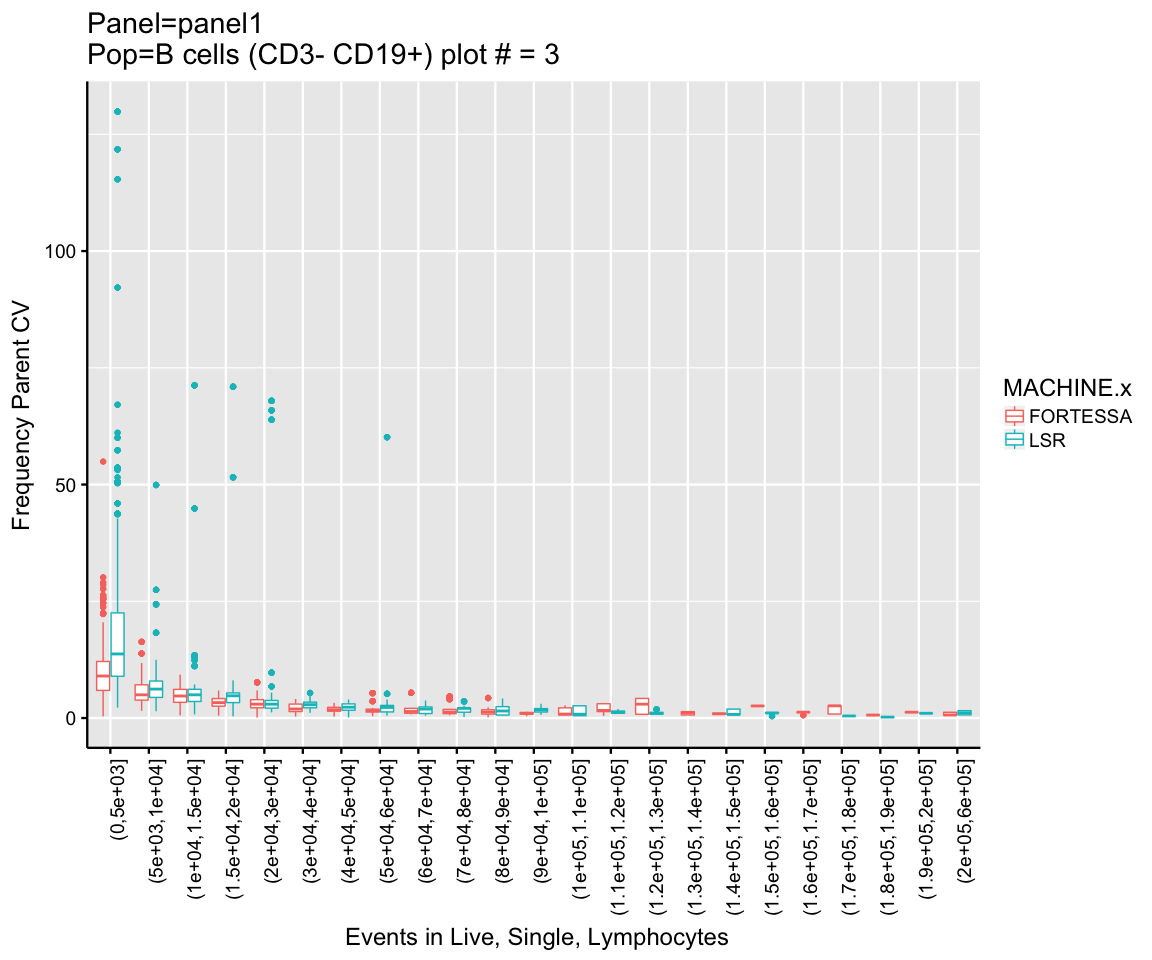 Panel=panel1
Pop=B cells (CD3- CD19+) plot # = 3
Frequency Parent CV
100
50
0
(0,5e+03]
(5e+03,1e+04]
(1e+04,1.5e+04]
(1.5e+04,2e+04]
(2e+04,3e+04]
(3e+04,4e+04]
(4e+04,5e+04]
(5e+04,6e+04]
(6e+04,7e+04]
(7e+04,8e+04]
(8e+04,9e+04]
(9e+04,1e+05]
(1e+05,1.1e+05]
(1.1e+05,1.2e+05]
(1.2e+05,1.3e+05]
(1.3e+05,1.4e+05]
(1.4e+05,1.5e+05]
(1.5e+05,1.6e+05]
(1.6e+05,1.7e+05]
(1.7e+05,1.8e+05]
(1.8e+05,1.9e+05]
(1.9e+05,2e+05]
(2e+05,6e+05]
Events in Live, Single, Lymphocytes
MACHINE.x
FORTESSA
LSR